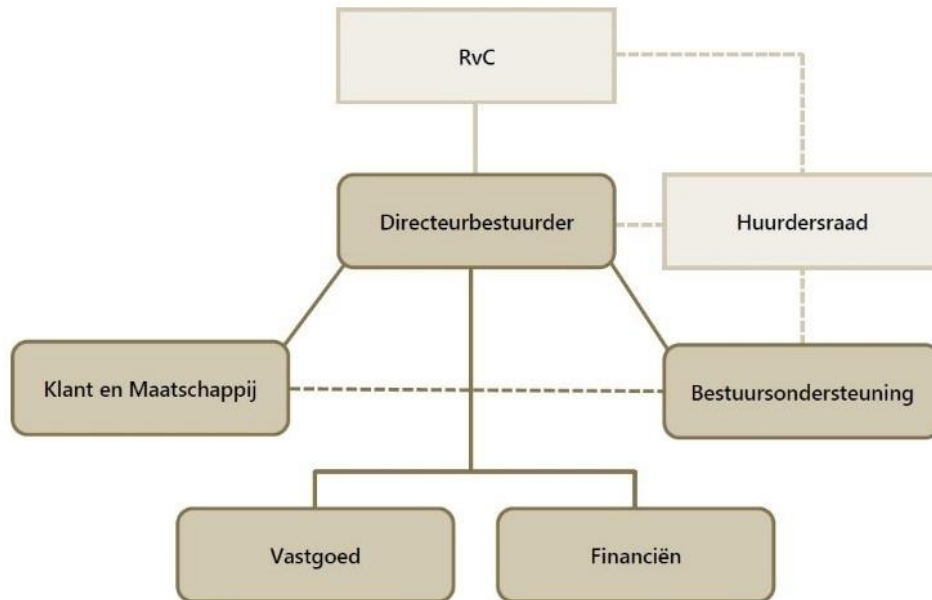 RvC
Directeurbestuurder
Huurdersraad
Klant en Maatschappij
Bestuursondersteuning
Vastgoed
Financiën